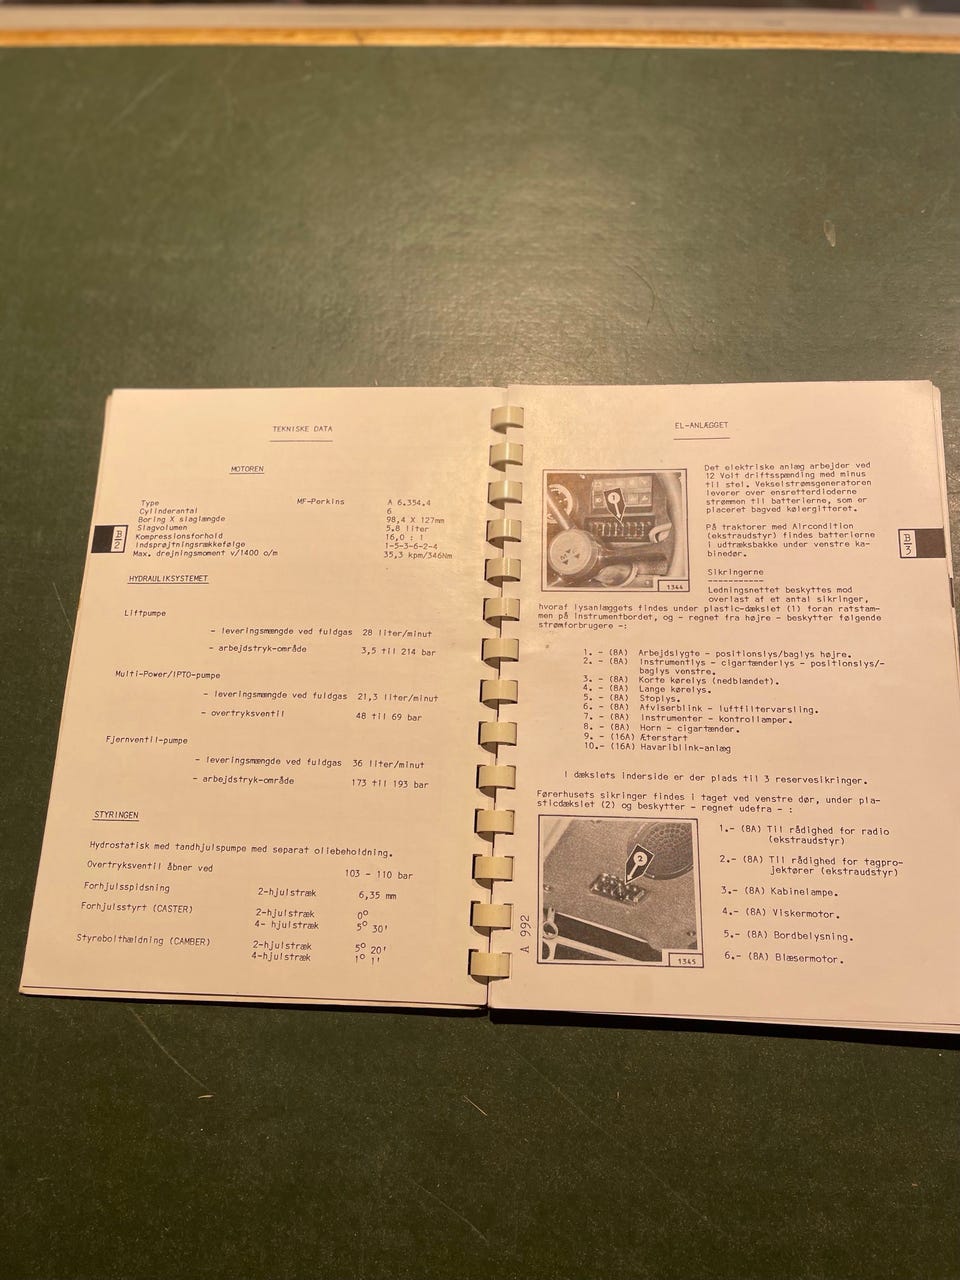 TEKNISKE DATA
MOTOREN
Type MF-Perkins A 6.354.4
Cylinderantal 6
Boring X slaglængde 98,4 X 127mm
Slagvolumen 5,8 liter
Kompressionsforhold 16,0 : 1
Indsprøjtningsrækkefølge 1-5-3-6-2-4
Max. drejningsmoment v/1400 o/m 35,3 kpm/346Nm
B
2
HYDRAULIKSYSTEMET
Liftpumpe
- leveringsmængde ved fuldgas 28 liter/minut
- arbejdstryk-område 3,5 til 214 bar
Multi-Power/IPTO-pumpe
- leveringsmængde ved fuldgas 21,3 liter/minut
- overtryksventil 48 til 69 bar
Fjernventil-pumpe
- leveringsmængde ved fuldgas 36 liter/minut
- arbejdstryk-område 173 til 193 bar
STYRINGEN
Hydrostatisk med tandhjulspumpe med separat oliebeholdning.
Overtryksventil åbner ved 103 - 110 bar
Forhjulsspidsning 2-hjulstræk 6,35 mm
Forhjulsstyrt (CASTER) 2-hjulstræk 0°
4- hjulstræk 5° 30'
Styreboltheldning (CAMBER) 2-hjulstræk 5° 20'
4-hjulstræk 1° 1'
EL-ANLÆGGET
Det elektriske anlæg arbejder ved
12 Volt driftsspænding med minus
til stel. Vekselstrømsgeneratoren
leverer over ensretterdioderne
strømmen til batterierne, som er
placeret bagved kølergitteret.
På traktorer med Aircondition
(ekstraudstyr) findes batterierne
i udtræksbakke under venstre ka-
binedør.
B
3
Sikringerne
Ledningsnettet beskyttes mod
overlast af et antal sikringer,
1
1344
hvoraf lysanlæggets findes under plastic-dækslet (1) foran ratstam-
men på instrumentbordet, og - regnet fra højre - beskytter følgende
strømforbrugere -:
1. - (8A) Arbejdslygte - positionslys/baglys højre.
2. - (8A) Instrumentlys - cigartænderlys - positionslys/-
baglys venstre.
3. - (8A) Korte kørelys (nedblændet).
4. - (8A) Lange kørelys.
5. - (8A) Stoplys.
6. - (8A) Afviserblink - luftfiltervarsling.
7. - (8A) Instrumenter - kontrollamper.
8. - (8A) Horn - cigartænder.
9. - (16A) Æterstart
10.- (16A) Havariblink-anlæg
I dækslets inderside er der plads til 3 reservesikringer.
Førerhusets sikringer findes i taget ved venstre dør, under pla-
sticdækslet (2) og beskytter - regnet udefra - :
1.- (8A) Til rådighed for radio
(ekstraudstyr)
2.- (8A) Til rådighed for tagpro-
jektører (ekstraudstyr)
3.- (8A) Kabinelampe.
4.- (8A) Viskermotor.
5.- (8A) Bordbelysning.
6.- (8A) Blæsermotor.
2
1345
A 992